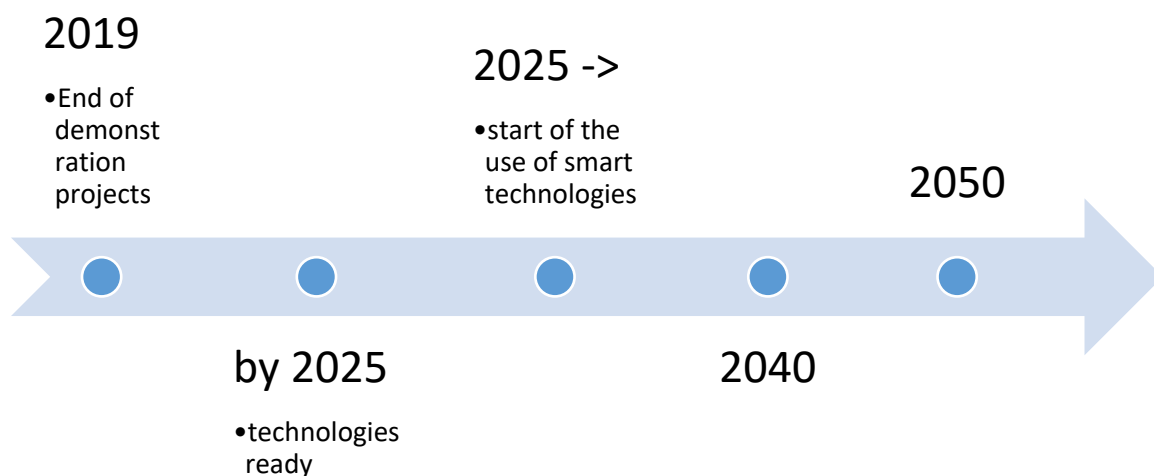 2019
•End of
demonst
ration
projects
by 2025
•technologies
ready
2025 ->
•start of the
use of smart
technologies
2040
2050